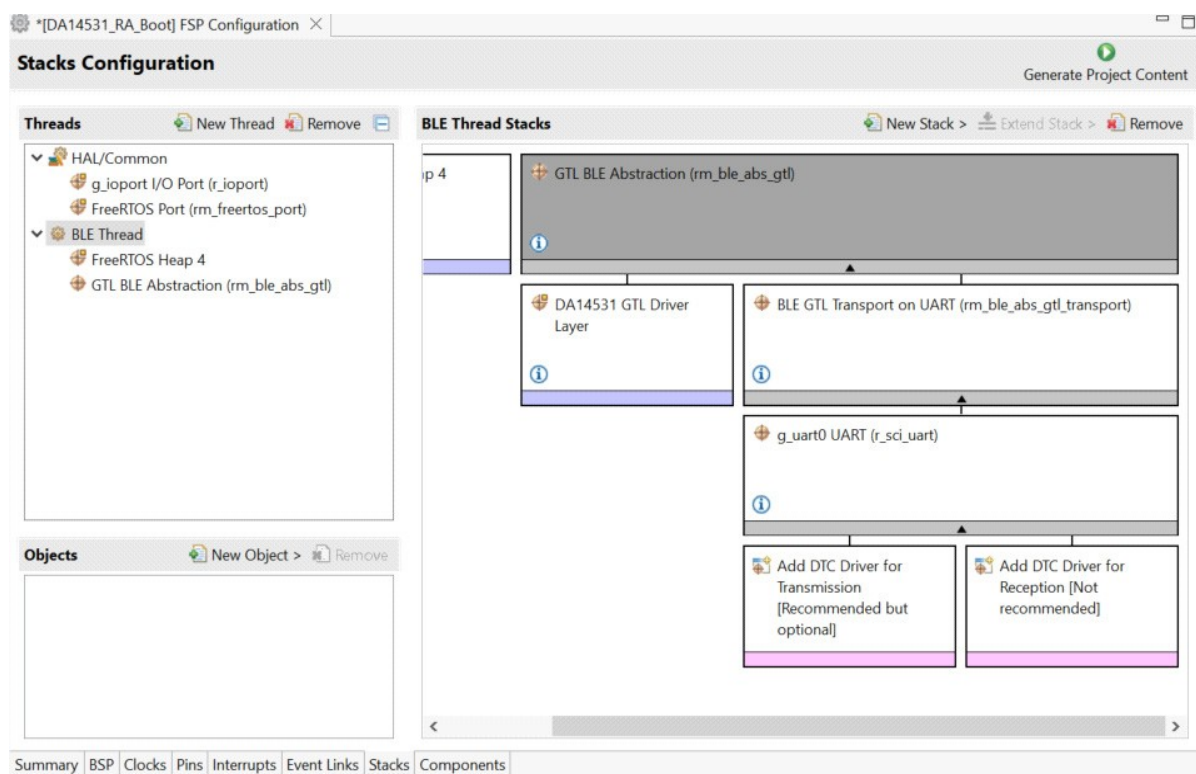 *[DA14531_RA_Boot] FSP Configuration
Stacks Configuration
Generate Project Content
Threads
New Thread
Remove
HAL/Common
g_ioport I/O Port (r_ioport)
FreeRTOS Port (rm_freertos_port)
BLE Thread
FreeRTOS Heap 4
GTL BLE Abstraction (rm_ble_abs_gtl)
Objects
New Object >
Remove
BLE Thread Stacks
New Stack >
Extend Stack >
Remove
ip 4
GTL BLE Abstraction (rm_ble_abs_gtl)
DA14531 GTL Driver
Layer
BLE GTL Transport on UART (rm_ble_abs_gtl_transport)
g_uart0 UART (r_sci_uart)
Add DTC Driver for
Transmission
[Recommended but
optional]
Add DTC Driver for
Reception [Not
recommended]
Summary BSP Clocks Pins Interrupts Event Links Stacks Components